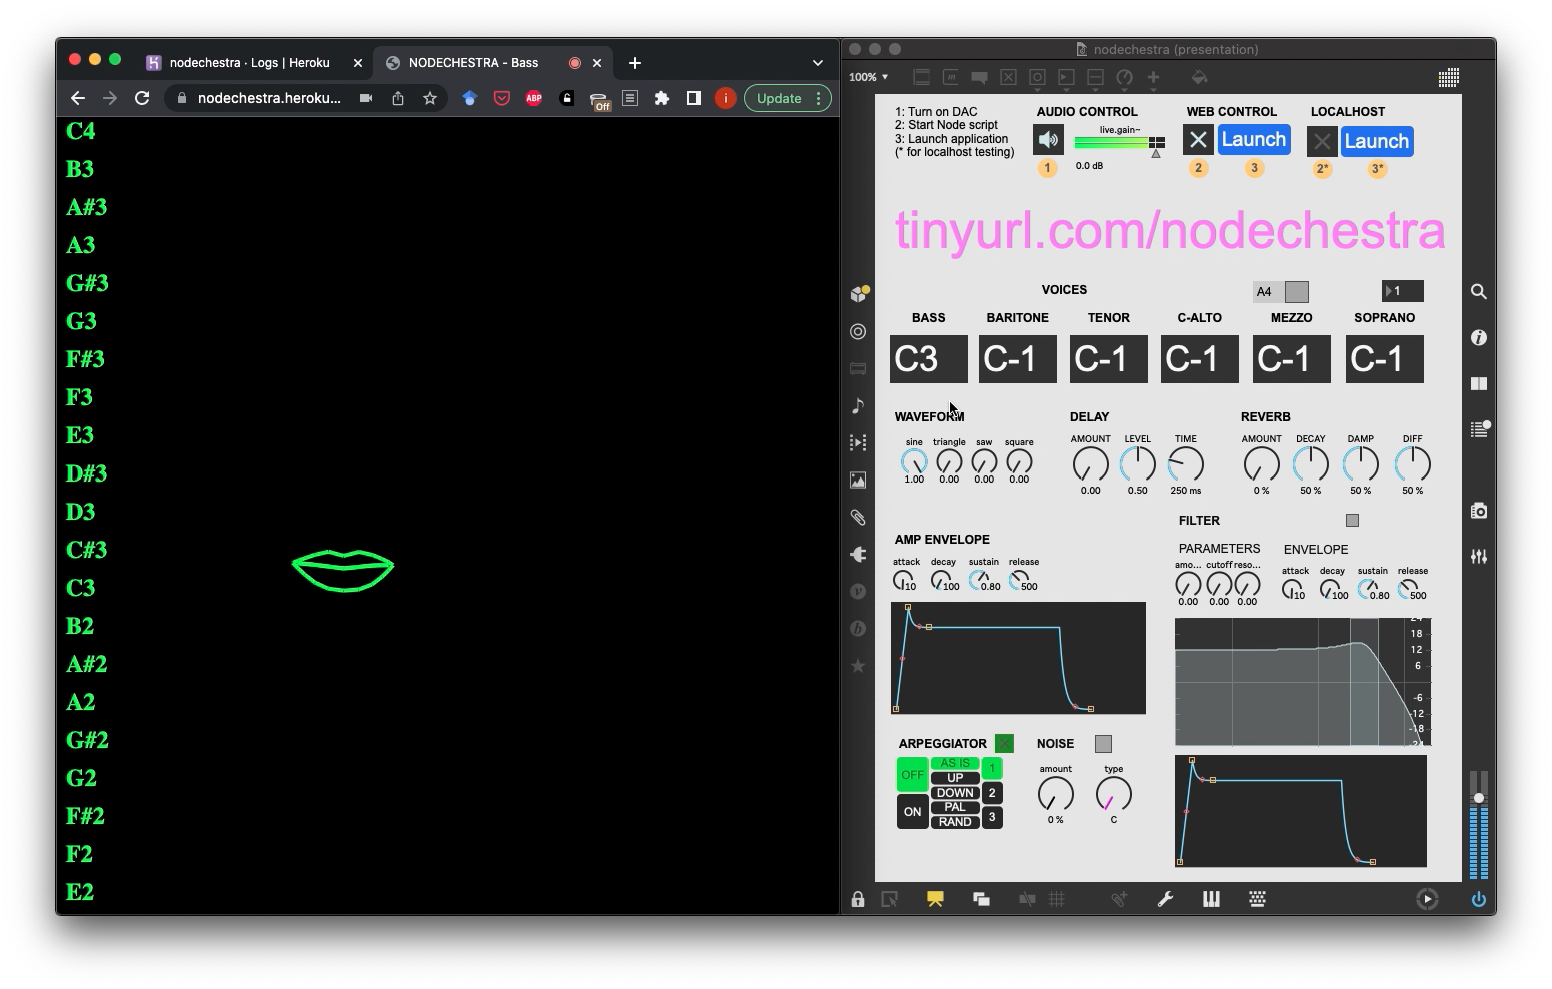 nodechestra · Logs | Heroku
NODECHESTRA - Bass
nodechestra.heroku...
ABP
Off
i
Update
C4
B3
A#3
A3
G#3
G3
F#3
F3
E3
D#3
D3
C#3
C3
B2
A#2
A2
G#2
G2
F#2
F2
E2
nodechestra (presentation)
100%
1: Turn on DAC
2: Start Node script
3: Launch application
(* for localhost testing)
AUDIO CONTROL
live.gain~
0.0 dB
1
WEB CONTROL
Launch
2
3
LOCALHOST
Launch
2*
3*
tinyurl.com/nodechestra
VOICES
A4
1
BASS
BARITONE
TENOR
C-ALTO
MEZZO
SOPRANO
C3
C-1
C-1
C-1
C-1
C-1
WAVEFORM
sine
triangle
saw
square
1.00
0.00
0.00
0.00
DELAY
AMOUNT
LEVEL
TIME
0.00
0.50
250 ms
REVERB
AMOUNT
DECAY
DAMP
DIFF
0 %
50 %
50 %
50 %
AMP ENVELOPE
attack
decay
sustain
release
10
100
0.80
500
FILTER
PARAMETERS
amo...
cutoff
reso...
0.00
0.00
0.00
ENVELOPE
attack
decay
sustain
release
10
100
0.80
500
24
18
12
6
-6
-12
-18
-24
ARPEGGIATOR
OFF
ON
AS IS
UP
DOWN
PAL
RAND
1
2
3
NOISE
amount
type
0 %
C